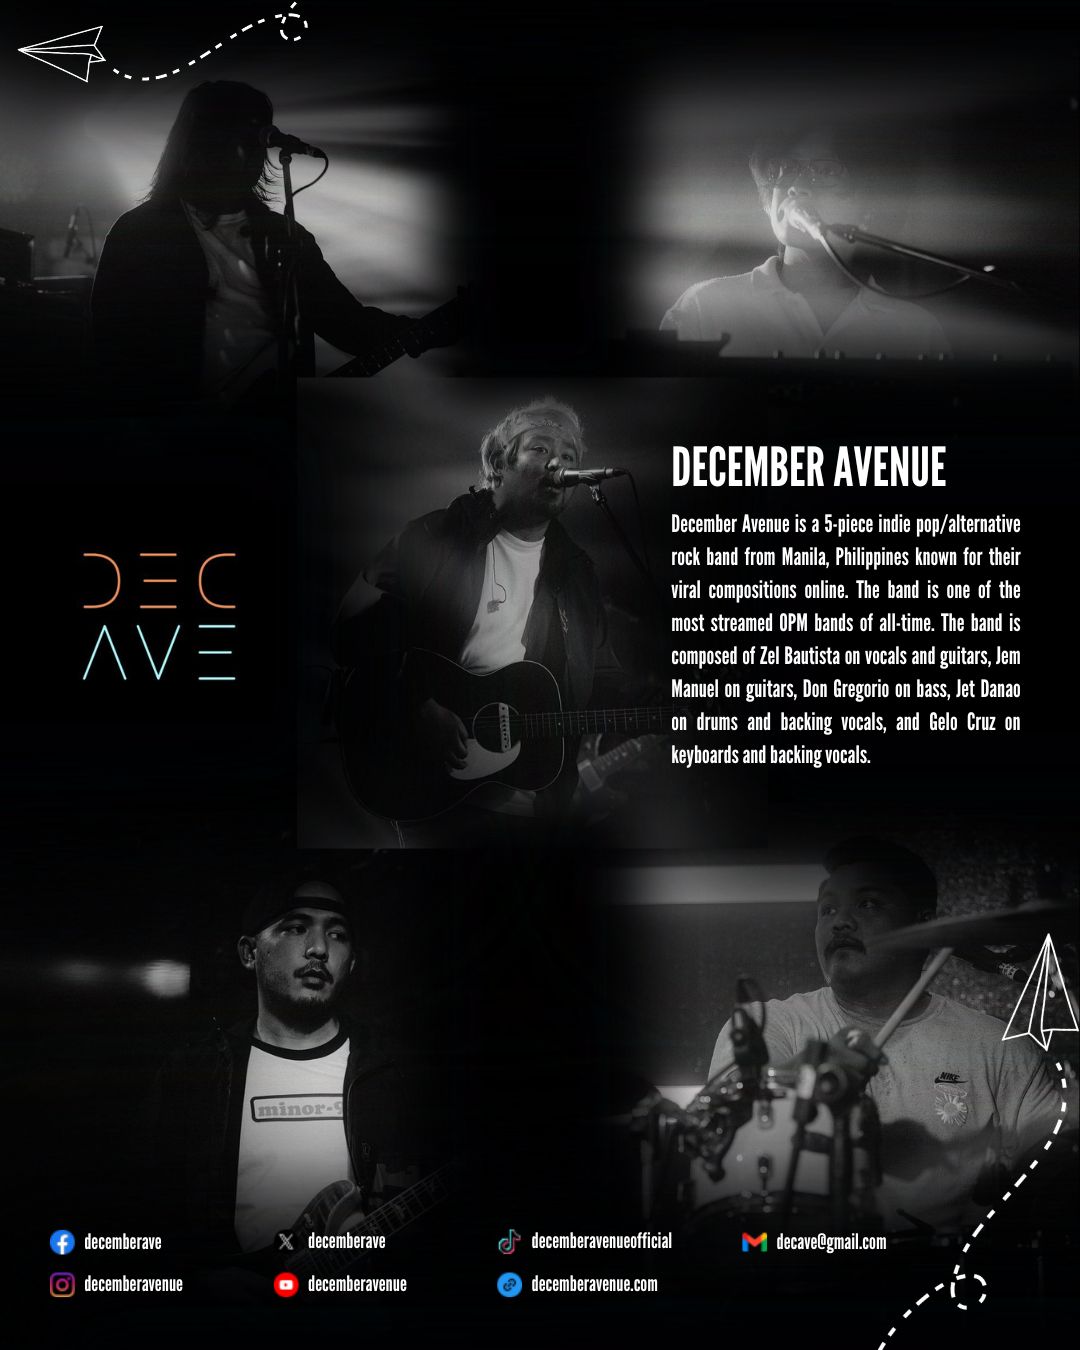 DECEMBER AVENUE
December Avenue is a 5-piece indie pop/alternative
rock band from Manila, Philippines known for their
viral compositions online. The band is one of the
most streamed OPM bands of all-time. The band is
composed of Zel Bautista on vocals and guitars, Jem
Manuel on guitars, Don Gregorio on bass, Jet Danao
on drums and backing vocals, and Gelo Cruz on
keyboards and backing vocals.
DEC
AVE
minor-9
NIKE
decemberave
decemberave
decemberavenueofficial
decave@gmail.com
decemberavenue
decemberavenue
decemberavenue.com